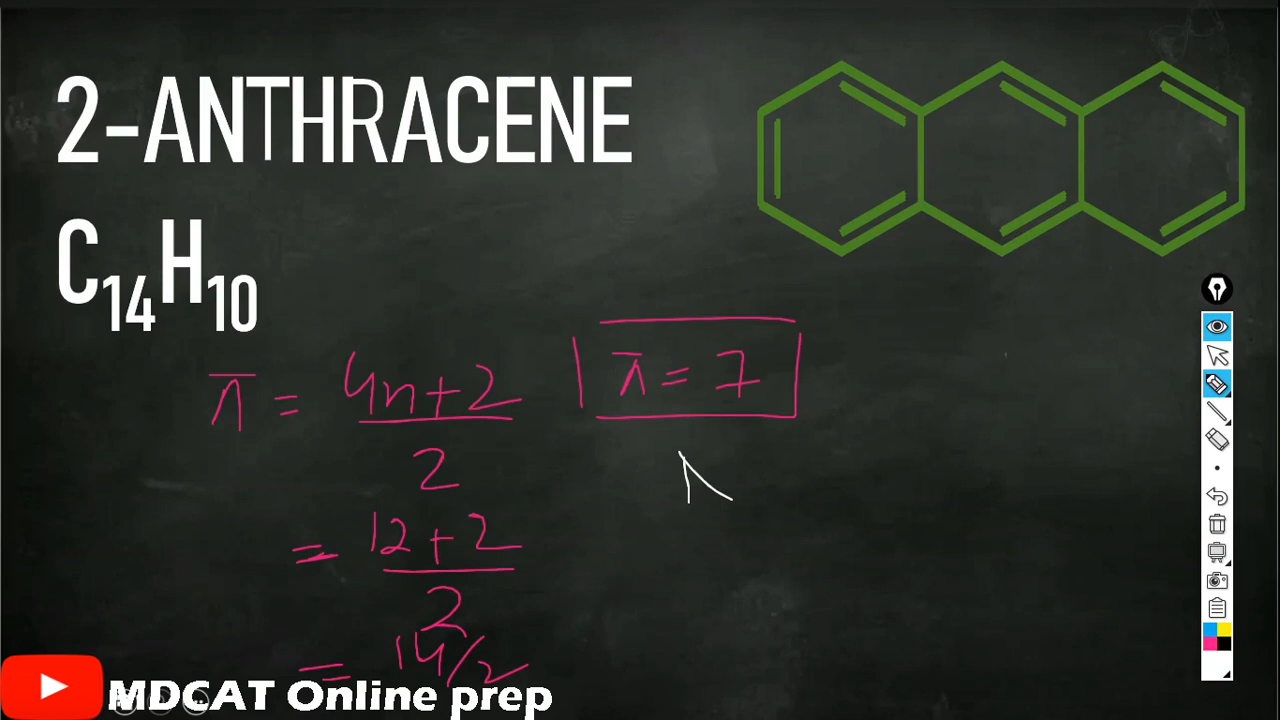 2-ANTHRACENE
C₁₄H₁₀
π = 4n+2
2
= 12+2
2
= 14/2
π = 7
MDCAT Online prep